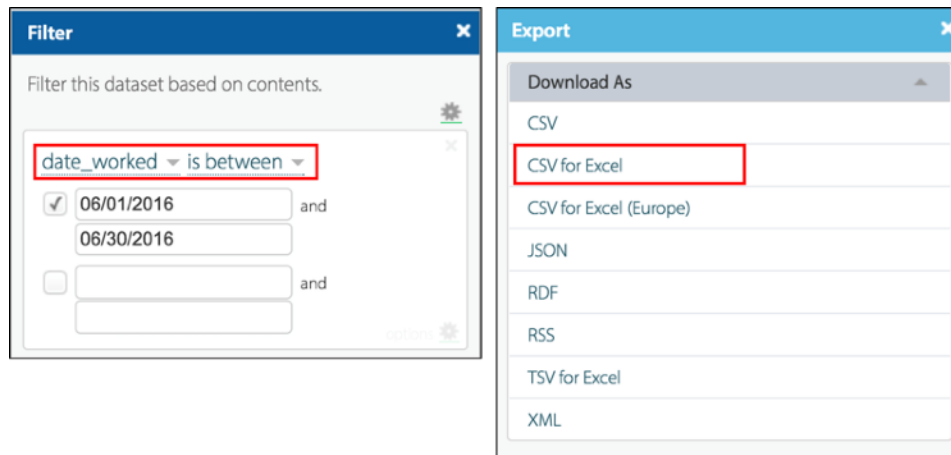 Filter
Filter this dataset based on contents.
date_worked is between
06/01/2016 and
06/30/2016
and
options
Export
Download As
CSV
CSV for Excel
CSV for Excel (Europe)
JSON
RDF
RSS
TSV for Excel
XML